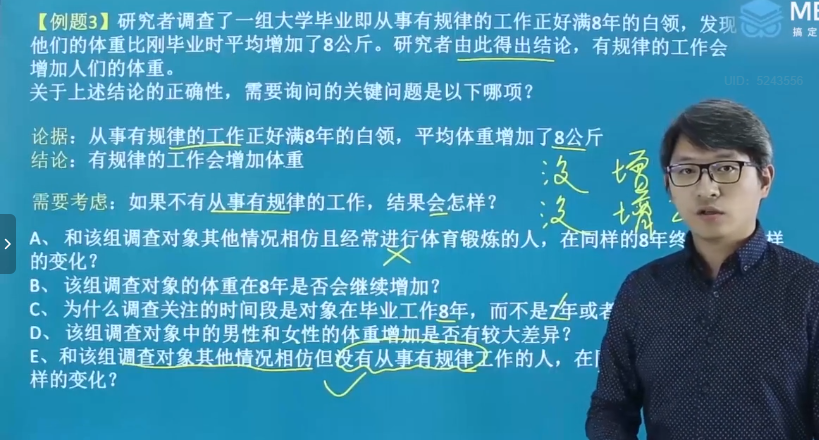 【例题3】研究者调查了一组大学毕业即从事有规律的工作正好满8年的白领，发现
他们的体重比刚毕业时平均增加了8公斤。研究者由此得出结论，有规律的工作会
增加人们的体重。
关于上述结论的正确性，需要询问的关键问题是以下哪项？
论据：从事有规律的工作正好满8年的白领，平均体重增加了8公斤
结论：有规律的工作会增加体重
没 增
需要考虑：如果不有从事有规律的工作，结果会怎样？
没
A、 和该组调查对象其他情况相仿且经常进行体育锻炼的人，在同样的8年终 样
的变化？
B、 该组调查对象的体重在8年后是否会继续增加？
C、 为什么调查关注的时间段是对象在毕业工作8年，而不是7年或者
D、 该组调查对象中的男性和女性的体重增加是否有较大差异？
E、和该组调查对象其他情况相仿但没有从事有规律工作的人，在
样的变化？
搞定
UID: 5243556